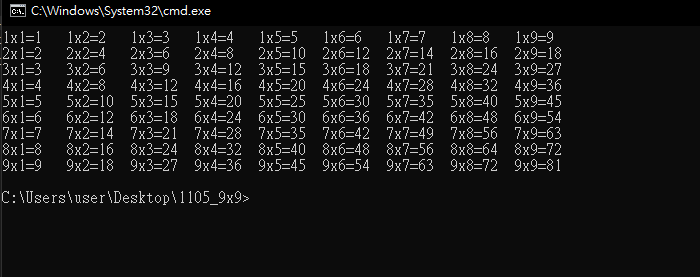 C:\Windows\System32\cmd.exe
1x1=1 1x2=2 1x3=3 1x4=4 1x5=5 1x6=6 1x7=7 1x8=8 1x9=9
2x1=2 2x2=4 2x3=6 2x4=8 2x5=10 2x6=12 2x7=14 2x8=16 2x9=18
3x1=3 3x2=6 3x3=9 3x4=12 3x5=15 3x6=18 3x7=21 3x8=24 3x9=27
4x1=4 4x2=8 4x3=12 4x4=16 4x5=20 4x6=24 4x7=28 4x8=32 4x9=36
5x1=5 5x2=10 5x3=15 5x4=20 5x5=25 5x6=30 5x7=35 5x8=40 5x9=45
6x1=6 6x2=12 6x3=18 6x4=24 6x5=30 6x6=36 6x7=42 6x8=48 6x9=54
7x1=7 7x2=14 7x3=21 7x4=28 7x5=35 7x6=42 7x7=49 7x8=56 7x9=63
8x1=8 8x2=16 8x3=24 8x4=32 8x5=40 8x6=48 8x7=56 8x8=64 8x9=72
9x1=9 9x2=18 9x3=27 9x4=36 9x5=45 9x6=54 9x7=63 9x8=72 9x9=81
C:\Users\user\Desktop\1105_9x9>